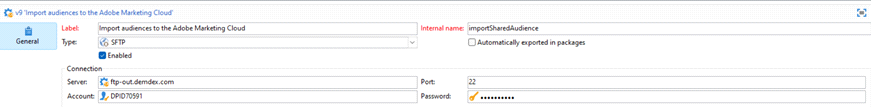 v9 'Import audiences to the Adobe Marketing Cloud'
General
Label: Import audiences to the Adobe Marketing Cloud Internal name: importSharedAudience
Type: SFTP Automatically exported in packages
Enabled
Connection
Server: ftp-out.demdex.com Port: 22
Account: DPID70591 Password: ••••••••••